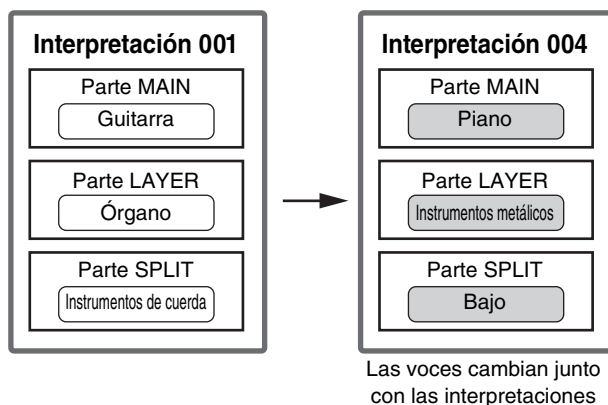 Interpretación 001
Parte MAIN
Guitarra
Parte LAYER
Órgano
Parte SPLIT
Instrumentos de cuerda
Interpretación 004
Parte MAIN
Piano
Parte LAYER
Instrumentos metálicos
Parte SPLIT
Bajo
Las voces cambian junto
con las interpretaciones